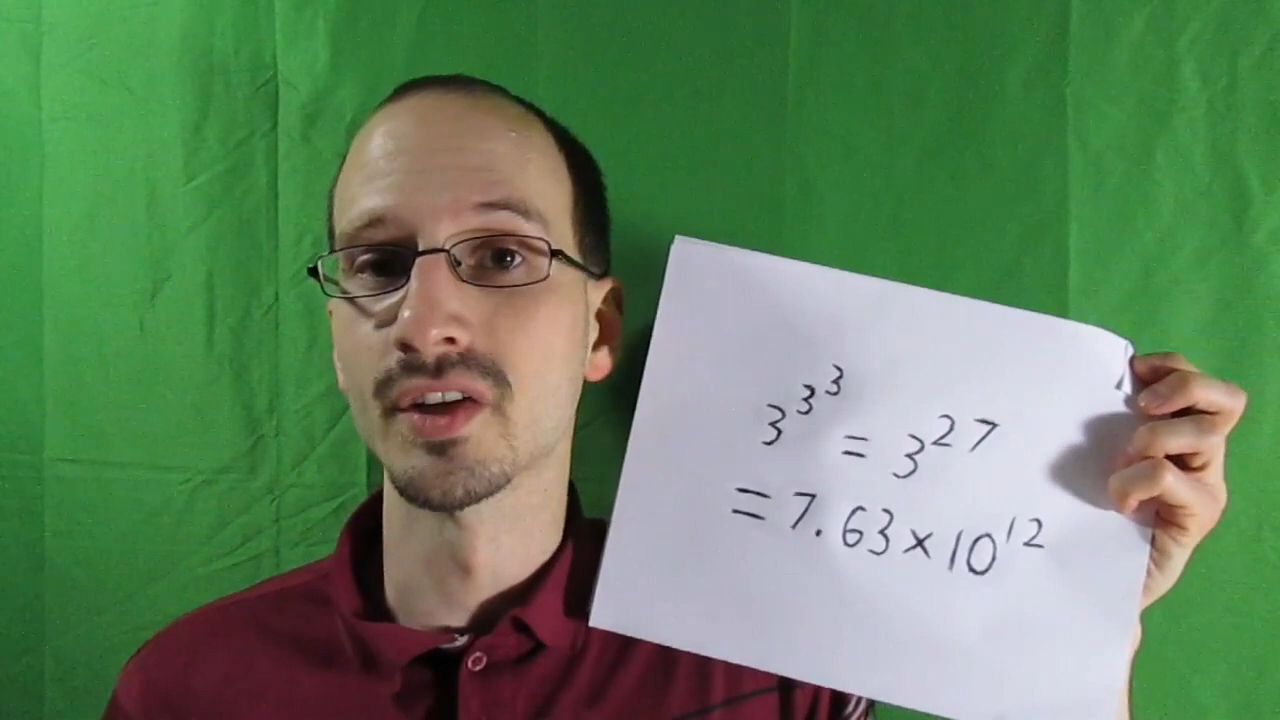 3^3^3 = 3^27
= 7.63 × 10^12